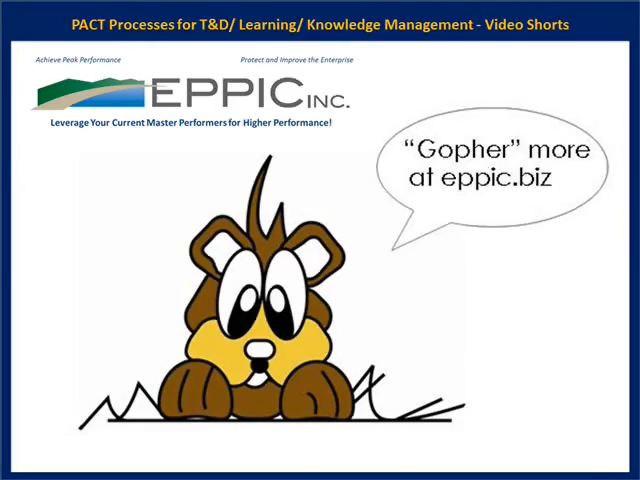 PACT Processes for T&D/ Learning/ Knowledge Management - Video Shorts
Achieve Peak Performance
Protect and Improve the Enterprise
EPPIC INC.
Leverage Your Current Master Performers for Higher Performance!
“Gopher” more
at eppic.biz